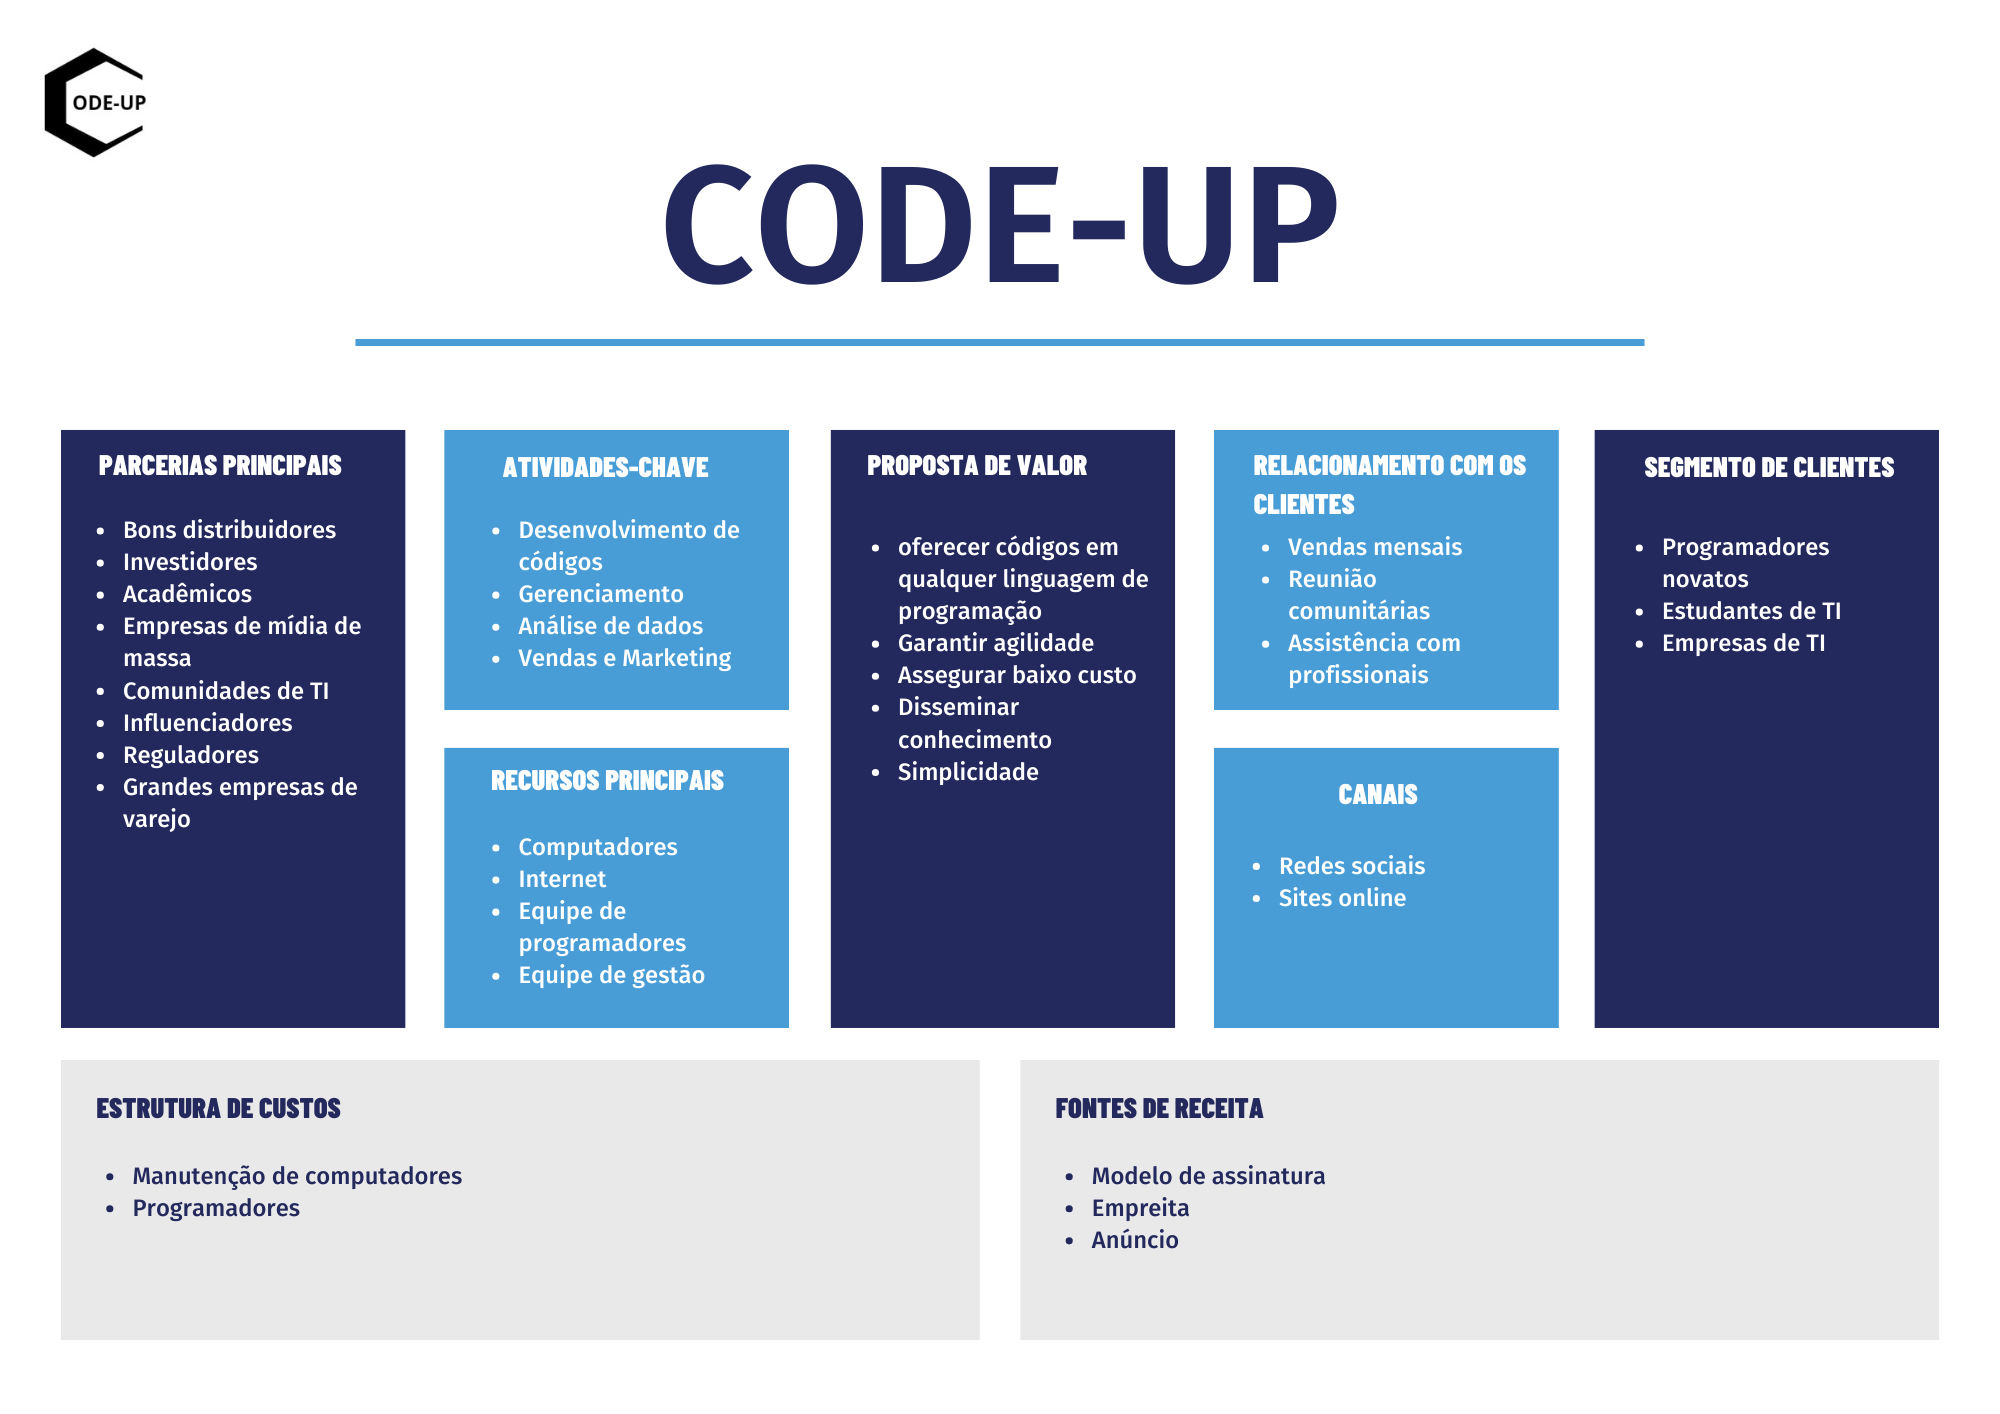 ODE-UP
CODE-UP
PARCERIAS PRINCIPAIS
• Bons distribuidores
• Investidores
• Acadêmicos
• Empresas de mídia de
massa
• Comunidades de TI
• Influenciadores
• Reguladores
• Grandes empresas de
varejo
ATIVIDADES-CHAVE
• Desenvolvimento de
códigos
• Gerenciamento
• Análise de dados
• Vendas e Marketing
RECURSOS PRINCIPAIS
• Computadores
• Internet
• Equipe de
programadores
• Equipe de gestão
PROPOSTA DE VALOR
• oferecer códigos em
qualquer linguagem de
programação
• Garantir agilidade
• Assegurar baixo custo
• Disseminar
conhecimento
• Simplicidade
RELACIONAMENTO COM OS
CLIENTES
• Vendas mensais
• Reunião
comunitárias
• Assistência com
profissionais
CANAIS
• Redes sociais
• Sites online
SEGMENTO DE CLIENTES
• Programadores
novatos
• Estudantes de TI
• Empresas de TI
ESTRUTURA DE CUSTOS
• Manutenção de computadores
• Programadores
FONTES DE RECEITA
• Modelo de assinatura
• Empreita
• Anúncio